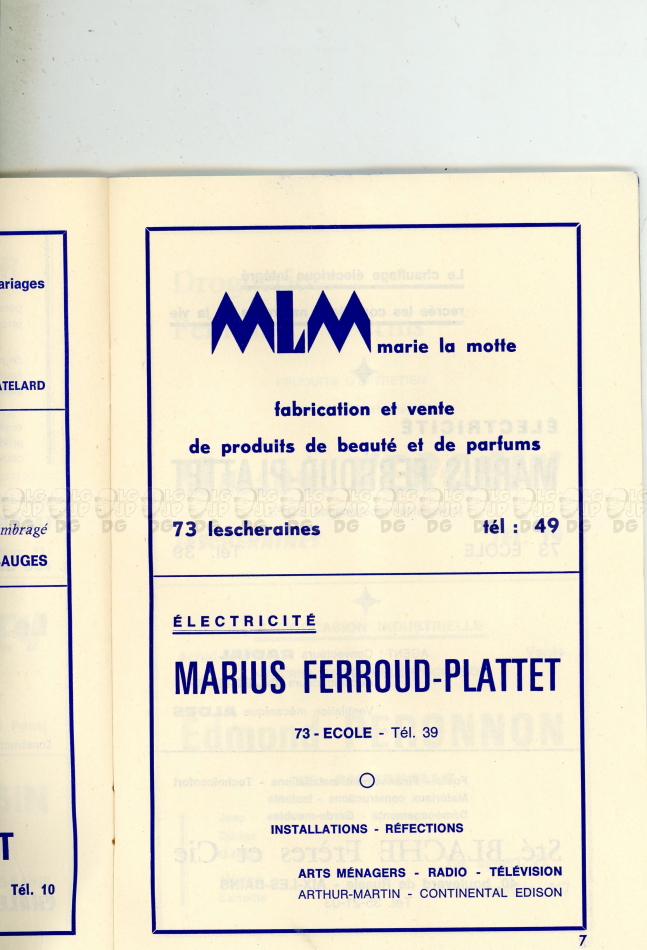 ariages
ATELARD
mbragé
AUGES
T
Tél. 10
MLM marie la motte
fabrication et vente
de produits de beauté et de parfums
73 lescheraines tél : 49
ÉLECTRICITÉ
MARIUS FERROUD-PLATTET
73 - ECOLE - Tél. 39
INSTALLATIONS - RÉFECTIONS
ARTS MÉNAGERS - RADIO - TÉLÉVISION
ARTHUR-MARTIN - CONTINENTAL EDISON
7